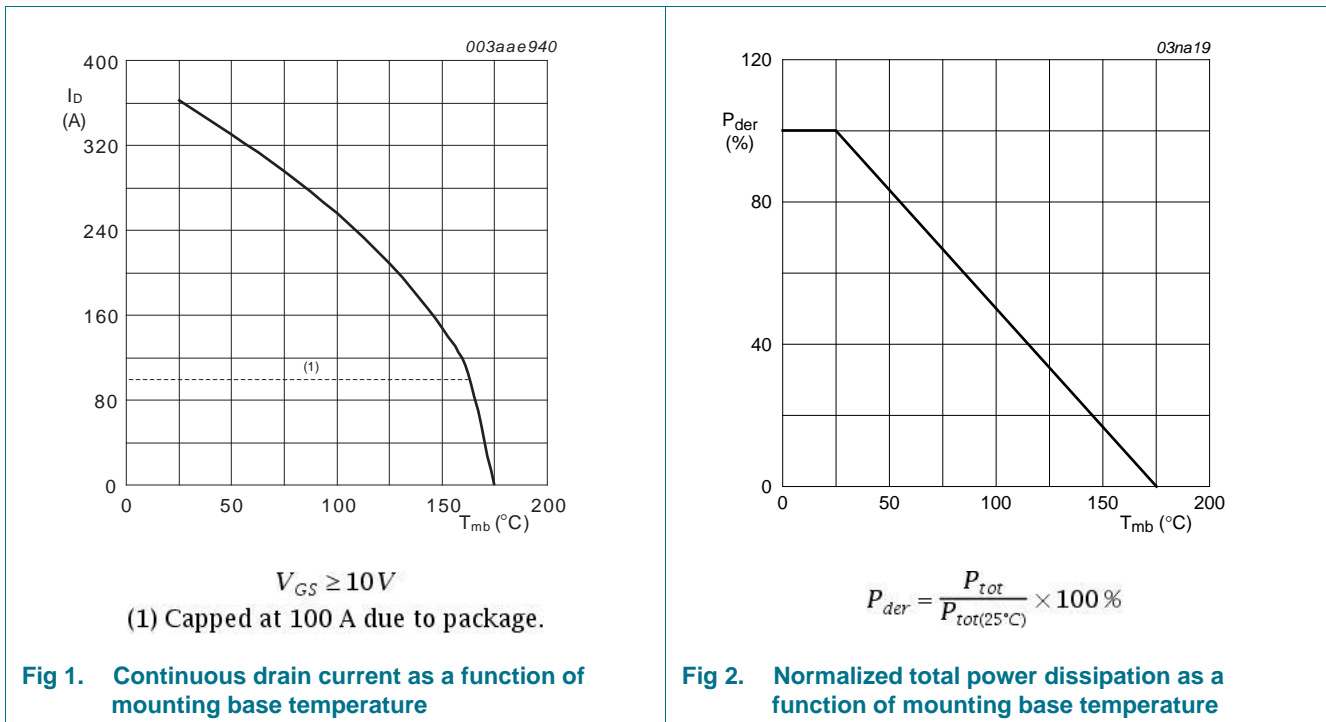 003aae940
400
320
240
160
80
0
I_D
(A)
(1)
0 50 100 150 200
T_mb (°C)
V_GS ≥ 10 V
(1) Capped at 100 A due to package.
Fig 1. Continuous drain current as a function of
mounting base temperature
03na19
120
80
40
0
P_der
(%)
0 50 100 150 200
T_mb (°C)
P_der = P_tot / P_tot(25°C) × 100 %
Fig 2. Normalized total power dissipation as a
function of mounting base temperature